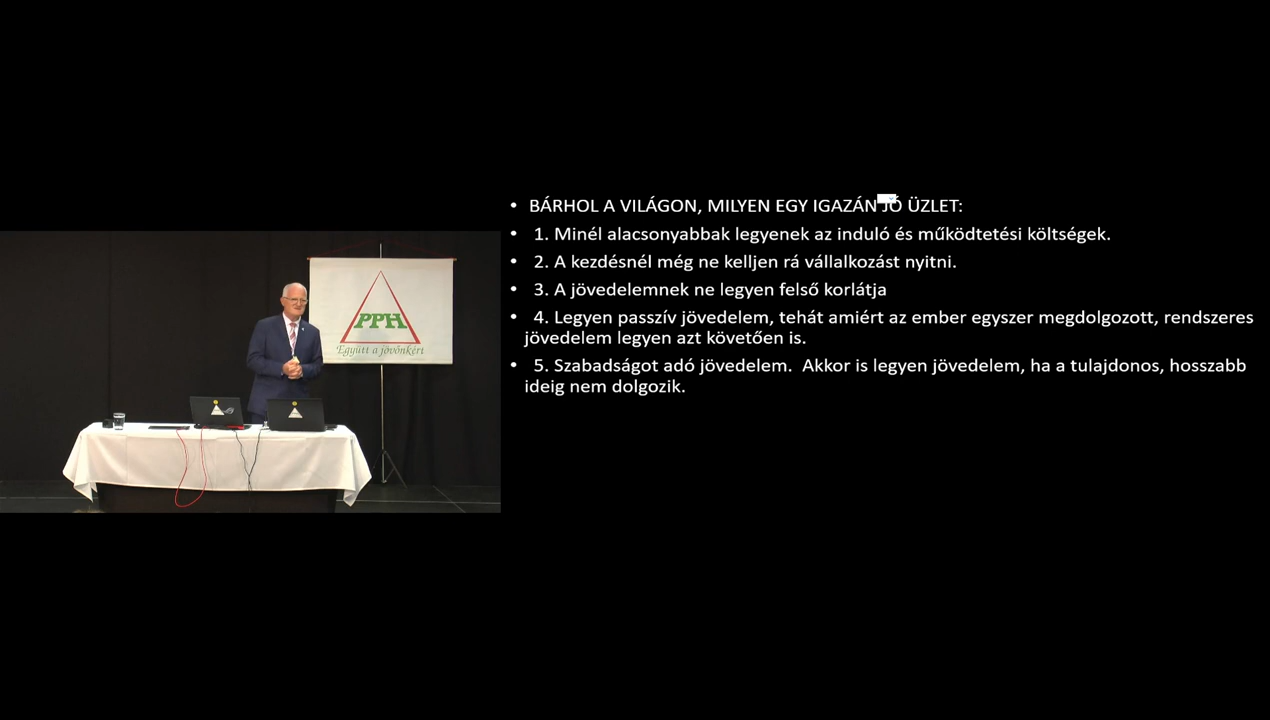 BÁRHOL A VILÁGON, MILYEN EGY IGAZÁN JÓ ÜZLET:
1. Minél alacsonyabbak legyenek az induló és működtetési költségek.
2. A kezdésnél még ne kelljen rá vállalkozást nyitni.
3. A jövedelemnek ne legyen felső korlátja
4. Legyen passzív jövedelem, tehát amiért az ember egyszer megdolgozott, rendszeres
jövedelem legyen azt követően is.
5. Szabadságot adó jövedelem. Akkor is legyen jövedelem, ha a tulajdonos, hosszabb
ideig nem dolgozik.
PPH
Együtt a jövőnkért